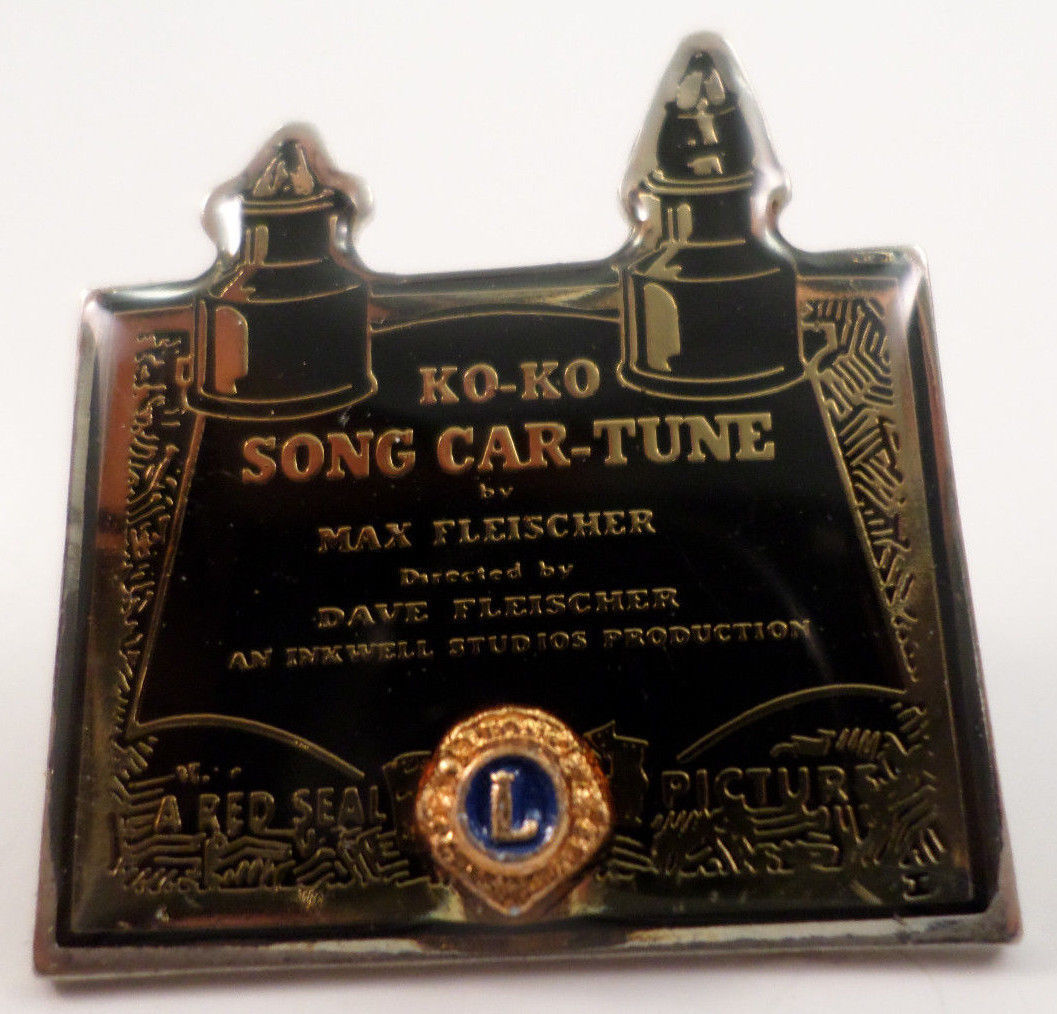 KO-KO
SONG CAR-TUNE
by
MAX FLEISCHER
Directed by
DAVE FLEISCHER
AN INKWELL STUDIOS PRODUCTION
A RED SEAL PICTURE
L